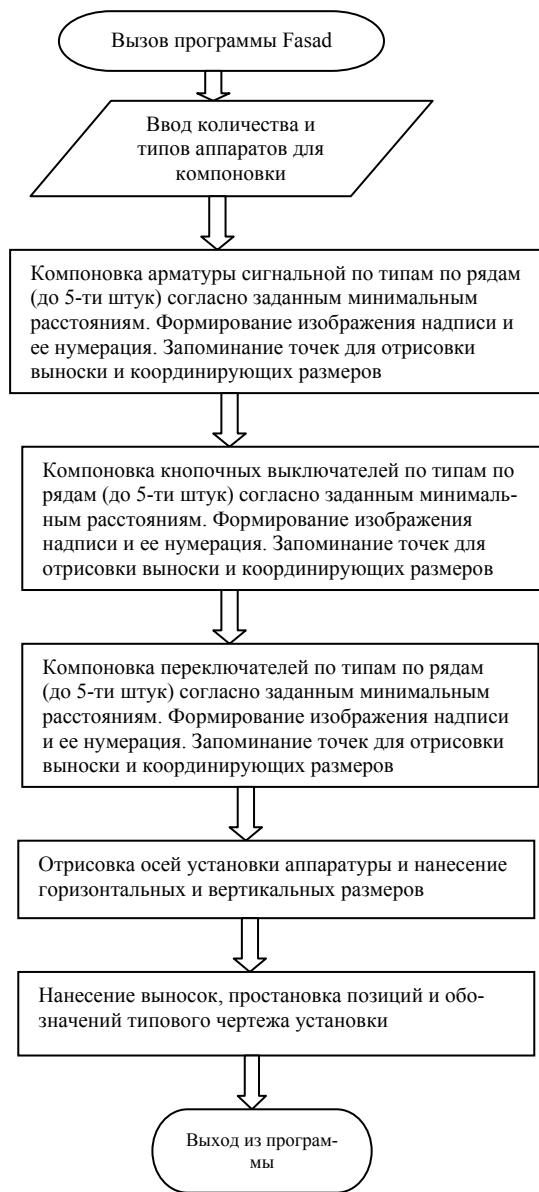 Вызов программы Fasad
Ввод количества и
типов аппаратов для
компоновки
Компоновка арматуры сигнальной по типам по рядам
(до 5-ти штук) согласно заданным минимальным
расстояниям. Формирование изображения надписи и
ее нумерация. Запоминание точек для отрисовки
выноски и координирующих размеров
Компоновка кнопочных выключателей по типам по
рядам (до 5-ти штук) согласно заданным минималь-
ным расстояниям. Формирование изображения
надписи и ее нумерация. Запоминание точек для
отрисовки выноски и координирующих размеров
Компоновка переключателей по типам по рядам
(до 5-ти штук) согласно заданным минимальным
расстояниям. Формирование изображения надписи
и ее нумерация. Запоминание точек для отрисовки
выноски и координирующих размеров
Отрисовка осей установки аппаратуры и нанесение
горизонтальных и вертикальных размеров
Нанесение выносок, простановка позиций и обо-
значений типового чертежа установки
Выход из програм-
мы